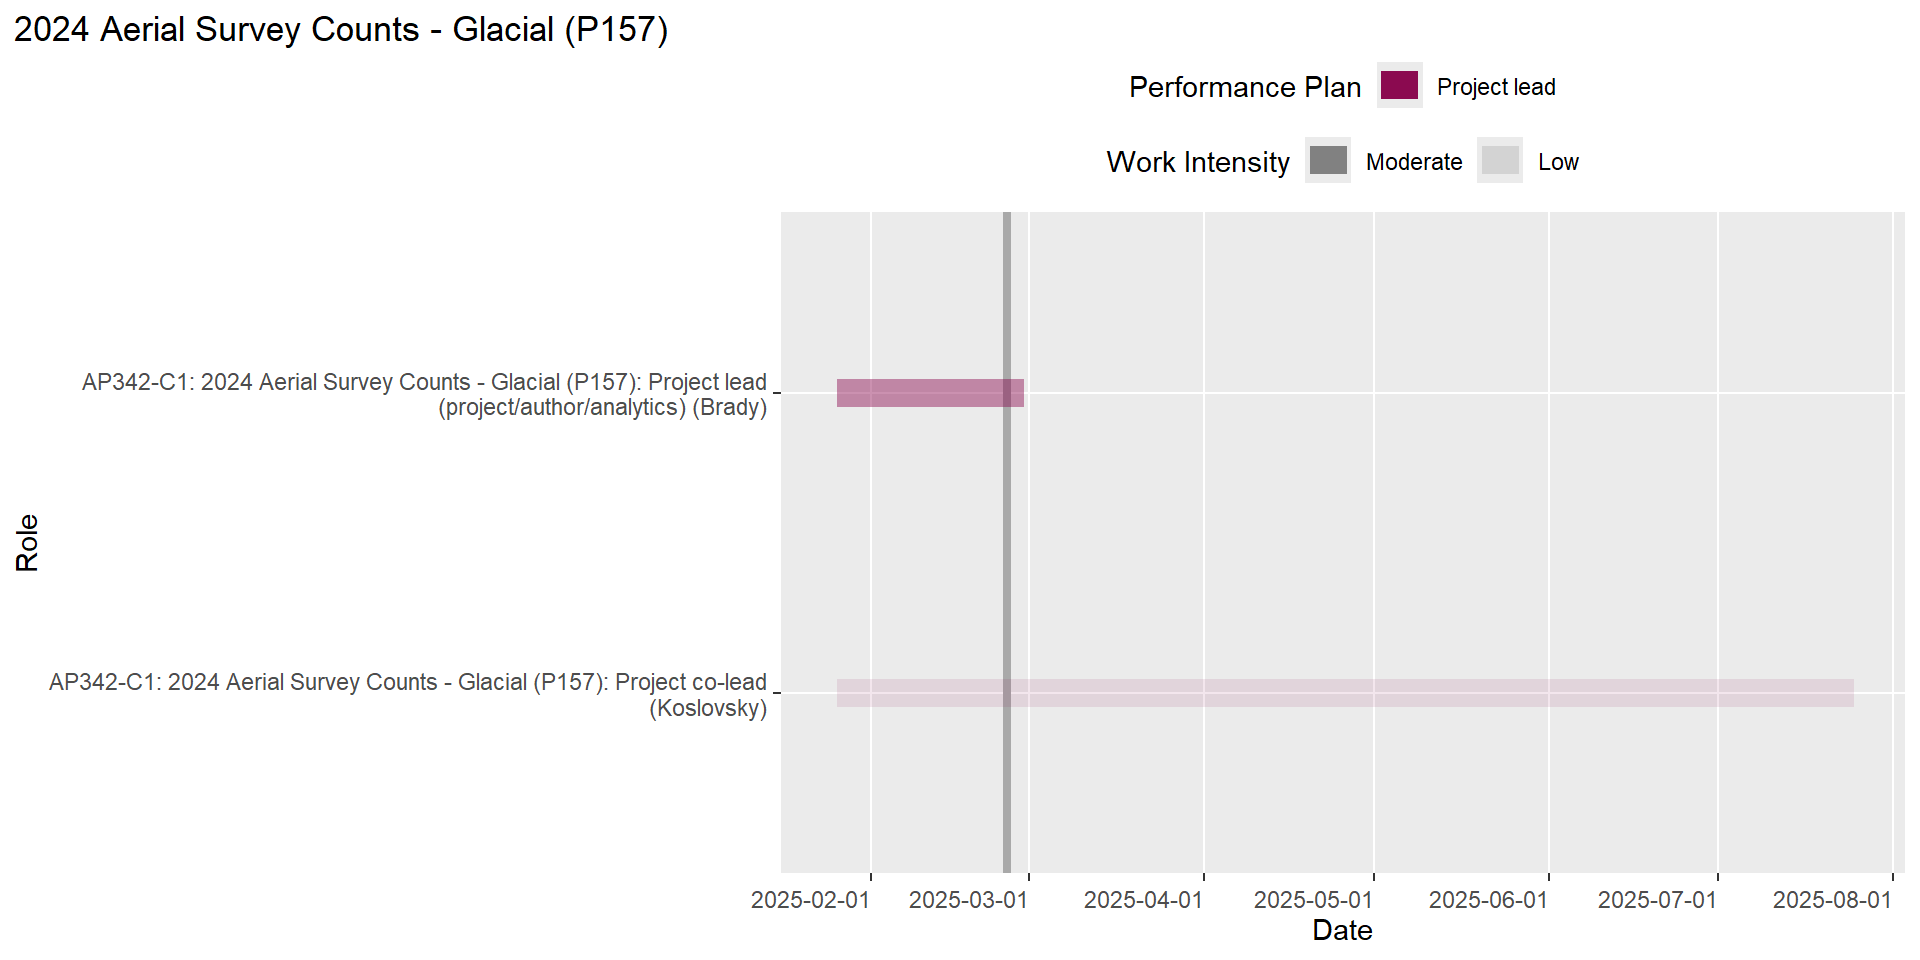 2024 Aerial Survey Counts - Glacial (P157)
Performance Plan Project lead
Work Intensity Moderate Low
AP342-C1: 2024 Aerial Survey Counts - Glacial (P157): Project lead
(project/author/analytics) (Brady)
Role
AP342-C1: 2024 Aerial Survey Counts - Glacial (P157): Project co-lead
(Koslovsky)
2025-02-01 2025-03-01 2025-04-01 2025-05-01 2025-06-01 2025-07-01 2025-08-01
Date